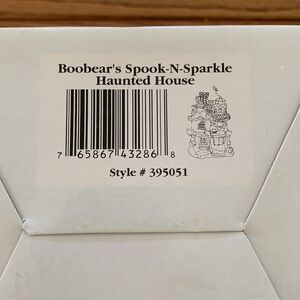 Boobear's Spook-N-Sparkle
Haunted House
7 65867 43286 8
Style # 395051